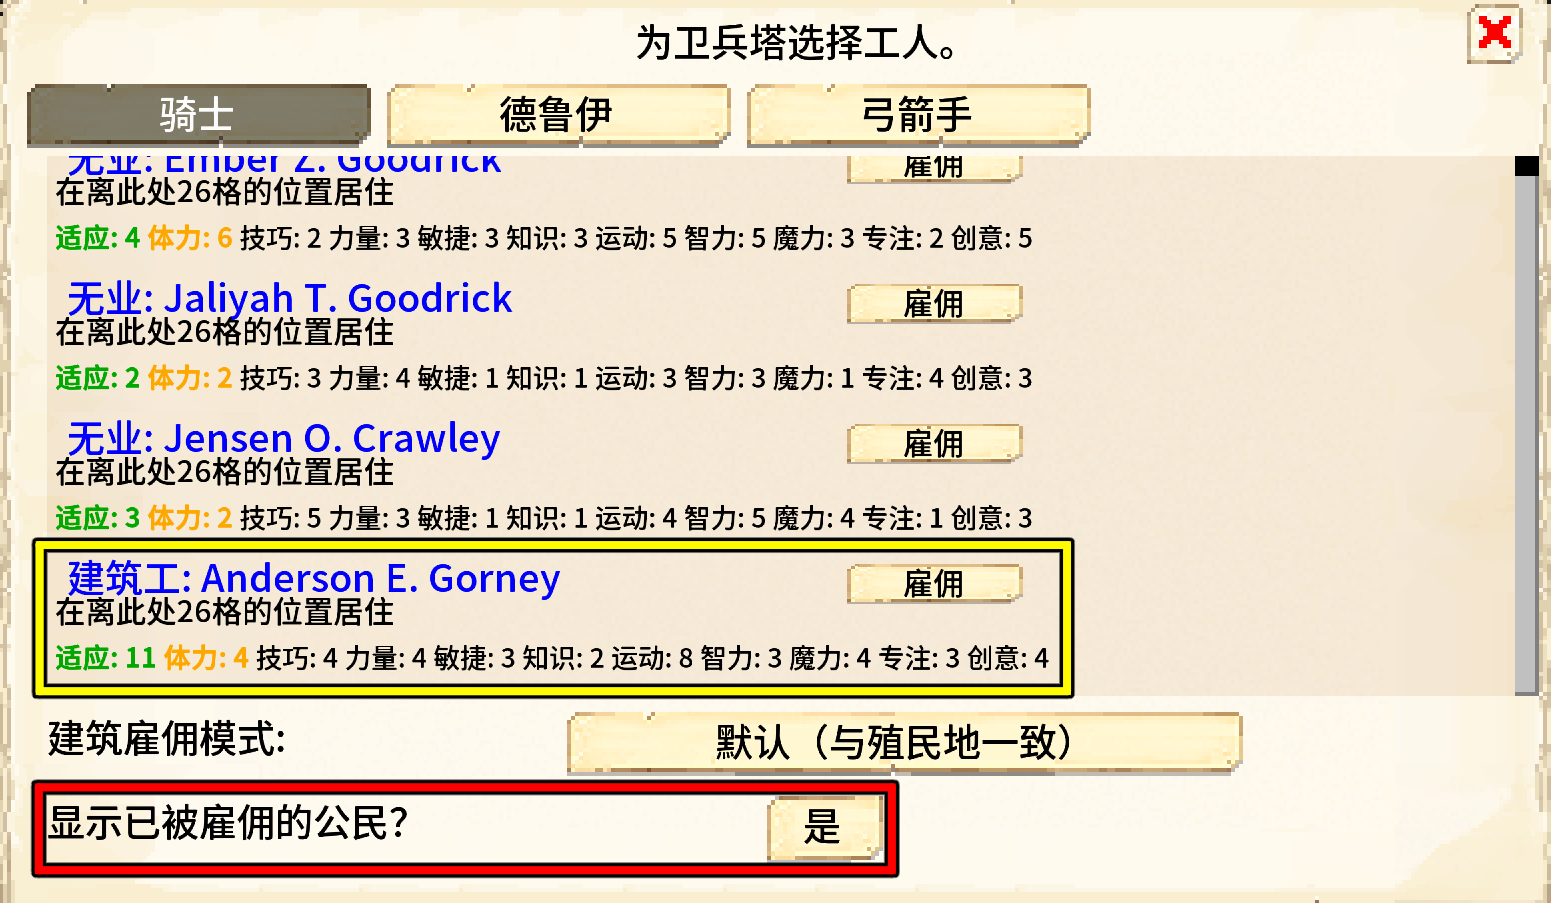 为卫兵塔选择工人。
骑士 德鲁伊 弓箭手
无业: Ember Z. Goodrick 雇佣
在离此处26格的位置居住
适应: 4 体力: 6 技巧: 2 力量: 3 敏捷: 3 知识: 3 运动: 5 智力: 5 魔力: 3 专注: 2 创意: 5
无业: Jaliyah T. Goodrick 雇佣
在离此处26格的位置居住
适应: 2 体力: 2 技巧: 3 力量: 4 敏捷: 1 知识: 1 运动: 3 智力: 3 魔力: 1 专注: 4 创意: 3
无业: Jensen O. Crawley 雇佣
在离此处26格的位置居住
适应: 3 体力: 2 技巧: 5 力量: 3 敏捷: 1 知识: 1 运动: 4 智力: 5 魔力: 4 专注: 1 创意: 3
建筑工: Anderson E. Gorney 雇佣
在离此处26格的位置居住
适应: 11 体力: 4 技巧: 4 力量: 4 敏捷: 3 知识: 2 运动: 8 智力: 3 魔力: 4 专注: 3 创意: 4
建筑雇佣模式: 默认（与殖民地一致）
显示已被雇佣的公民? 是